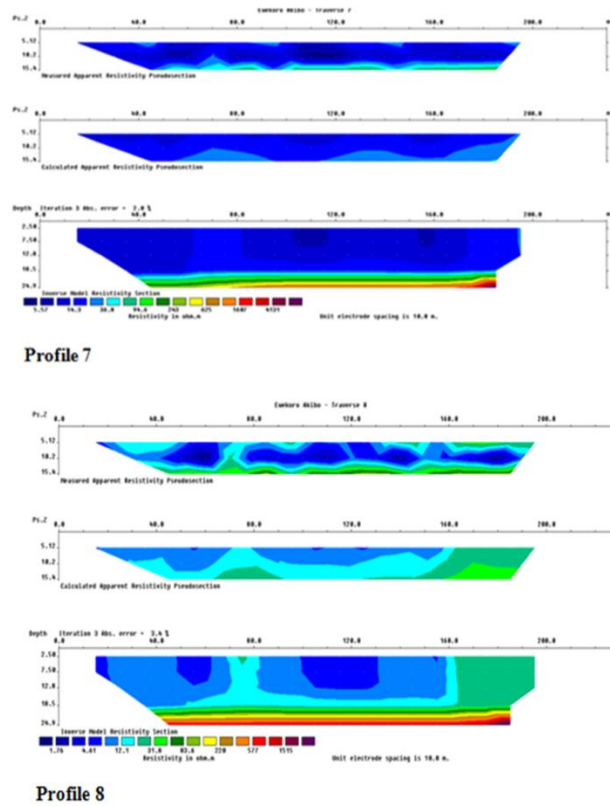 Ewekoro Akibo - Traverse 7
Ps.Z 0.0 40.0 80.0 120.0 160.0 200.0 m
5.12
10.2
15.4
Measured Apparent Resistivity Pseudosection
Ps.Z 0.0 40.0 80.0 120.0 160.0 200.0 m
5.12
10.2
15.4
Calculated Apparent Resistivity Pseudosection
Depth Iteration 3 Abs. error = 2.0 %
0.0 40.0 80.0 120.0 160.0 200.0 m
2.50
7.50
12.8
18.5
24.9
Inverse Model Resistivity Section
5.57 14.3 36.8 94.6 243 625 1607 4131
Resistivity in ohm.m
Unit electrode spacing is 10.0 m.
Profile 7
Ewekoro Akibo - Traverse 8
Ps.Z 0.0 40.0 80.0 120.0 160.0 200.0
5.12
10.2
15.4
Measured Apparent Resistivity Pseudosection
Ps.Z 0.0 40.0 80.0 120.0 160.0 200.0
5.12
10.2
15.4
Calculated Apparent Resistivity Pseudosection
Depth Iteration 3 Abs. error = 3.4 %
0.0 40.0 80.0 120.0 160.0 200.0
2.50
7.50
12.8
18.5
24.9
Inverse Model Resistivity Section
1.76 4.61 12.1 31.8 83.6 220 577 1515
Resistivity in ohm.m
Unit electrode spacing is 10.0 m.
Profile 8